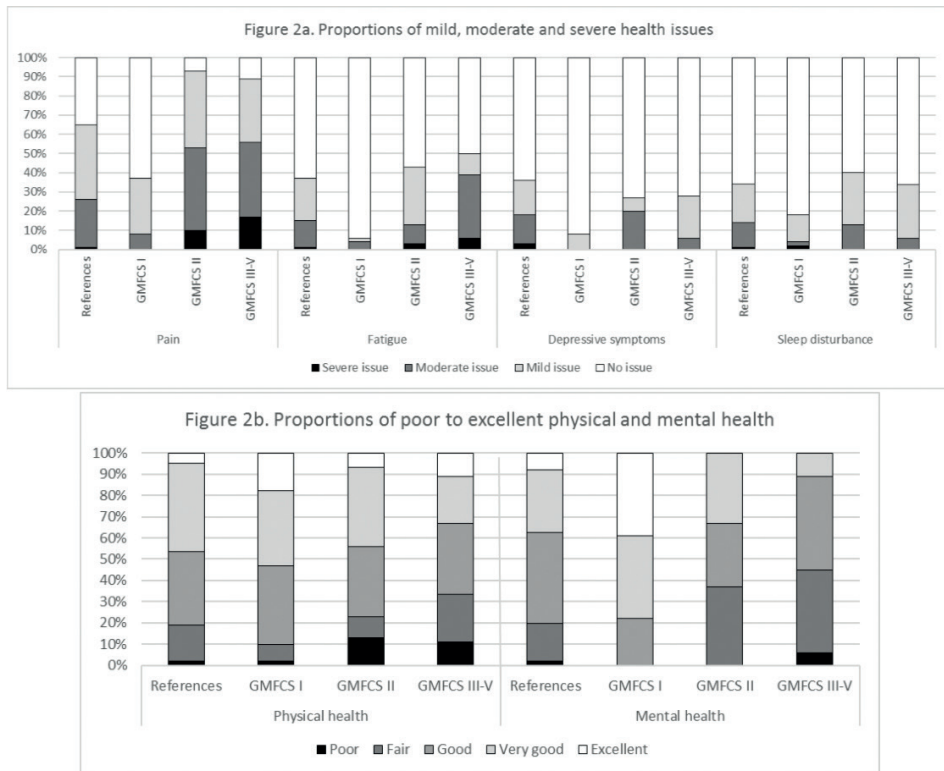 Figure 2a. Proportions of mild, moderate and severe health issues
100%
90%
80%
70%
60%
50%
40%
30%
20%
10%
0%
References
GMFCS I
GMFCS II
GMFCS III-V
References
GMFCS I
GMFCS II
GMFCS III-V
References
GMFCS I
GMFCS II
GMFCS III-V
References
GMFCS I
GMFCS II
GMFCS III-V
Pain Fatigue Depressive symptoms Sleep disturbance
Severe issue Moderate issue Mild issue No issue
Figure 2b. Proportions of poor to excellent physical and mental health
100%
90%
80%
70%
60%
50%
40%
30%
20%
10%
0%
References GMFCS I GMFCS II GMFCS III-V References GMFCS I GMFCS II GMFCS III-V
Physical health Mental health
Poor Fair Good Very good Excellent